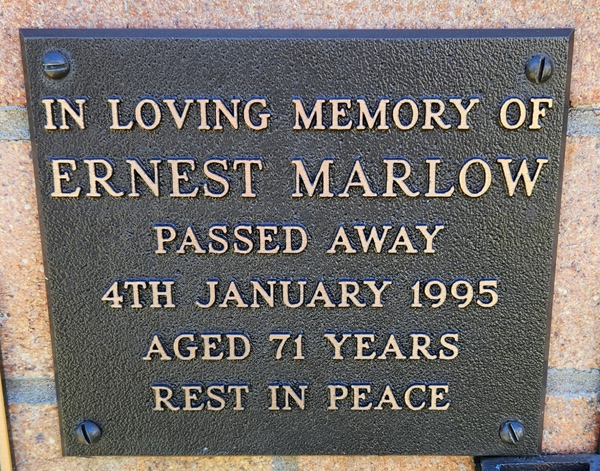 IN LOVING MEMORY OF
ERNEST MARLOW
PASSED AWAY
4TH JANUARY 1995
AGED 71 YEARS
REST IN PEACE